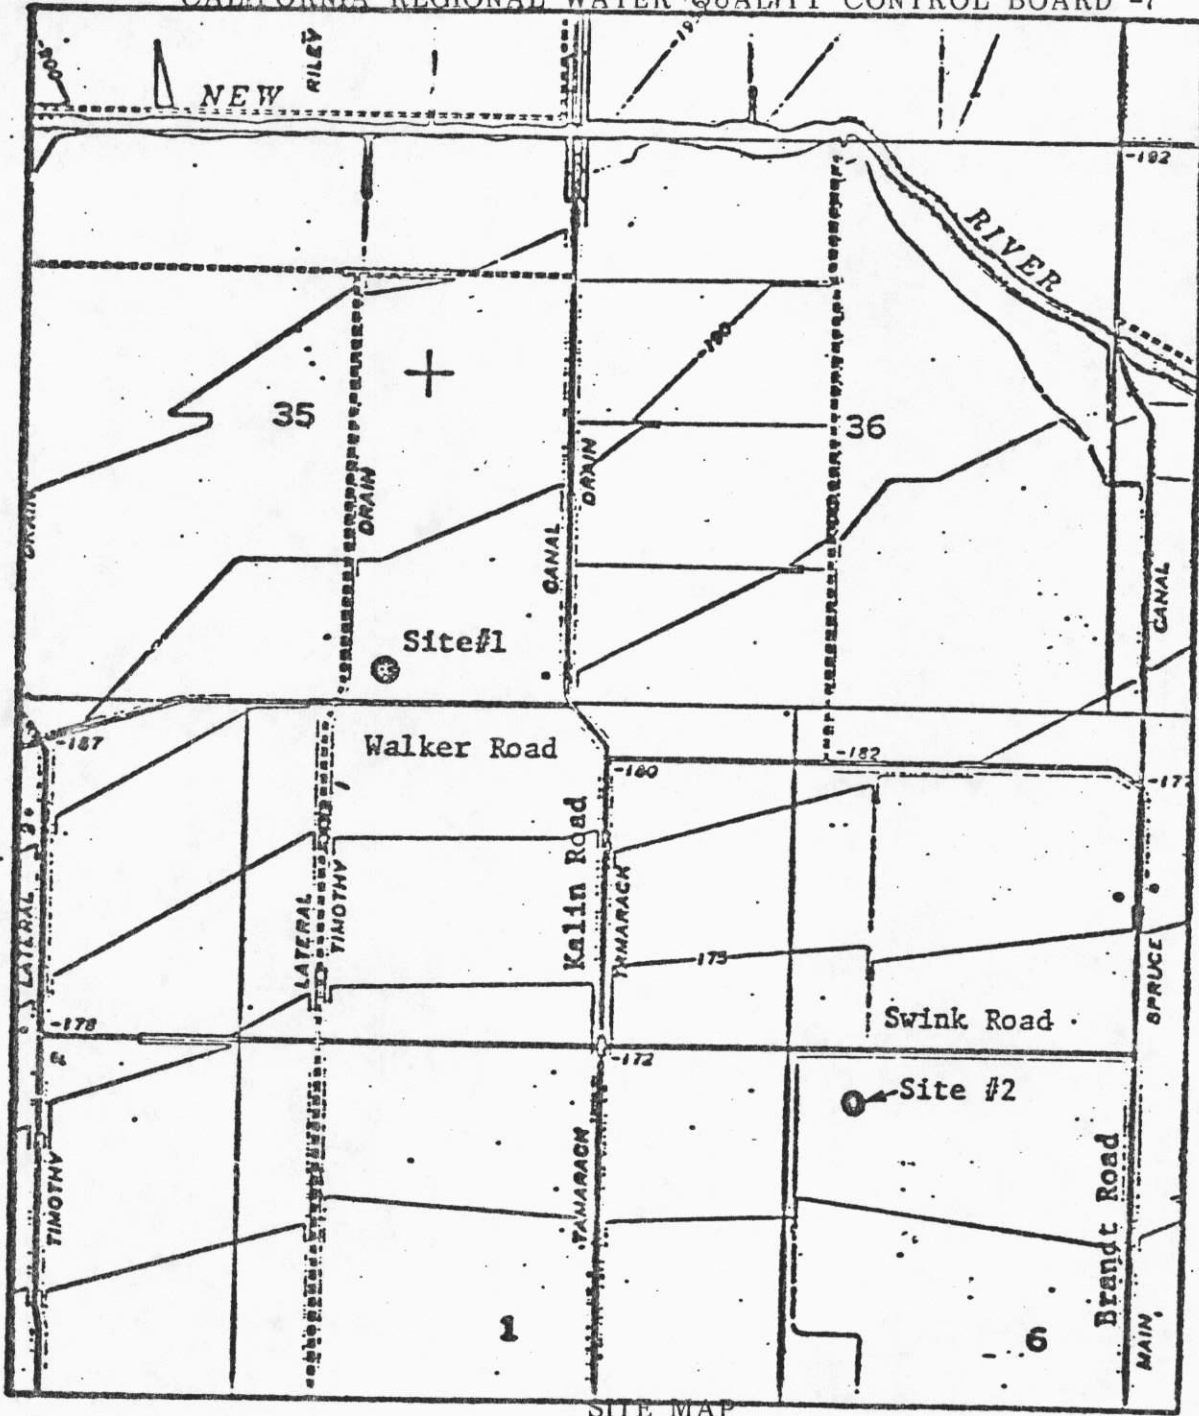 CALIFORNIA REGIONAL WATER QUALITY CONTROL BOARD -7
RILEY
NEW
-192
RIVER
-190
35
36
DRAIN
DRAIN
DRAIN
CANAL
CANAL
Site#1
-187
Walker Road
-182
-180
LATERAL
LATERAL
TIMOTHY
Kalin Road
TAMARACK
-175
SPRUCE
-178
Swink Road
-172
Site #2
TIMOTHY
TAMARACK
Brandt Road
MAIN
1
6
SITE MAP